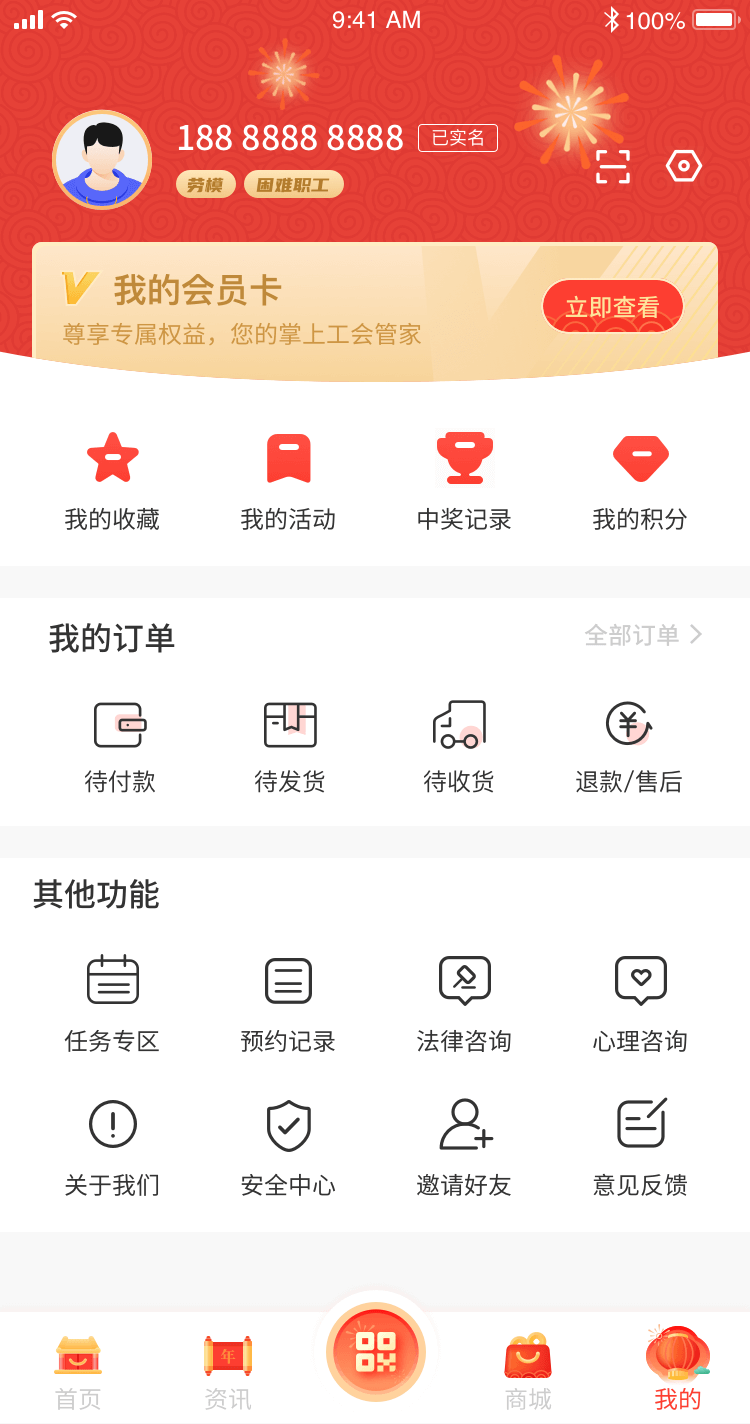 9:41 AM 100%
188 8888 8888 已实名
劳模 困难职工
我的会员卡
立即查看
尊享专属权益，您的掌上工会管家
我的收藏 我的活动 中奖记录 我的积分
我的订单 全部订单
待付款 待发货 待收货 退款/售后
其他功能
任务专区 预约记录 法律咨询 心理咨询
关于我们 安全中心 邀请好友 意见反馈
年
首页 资讯 商城 我的